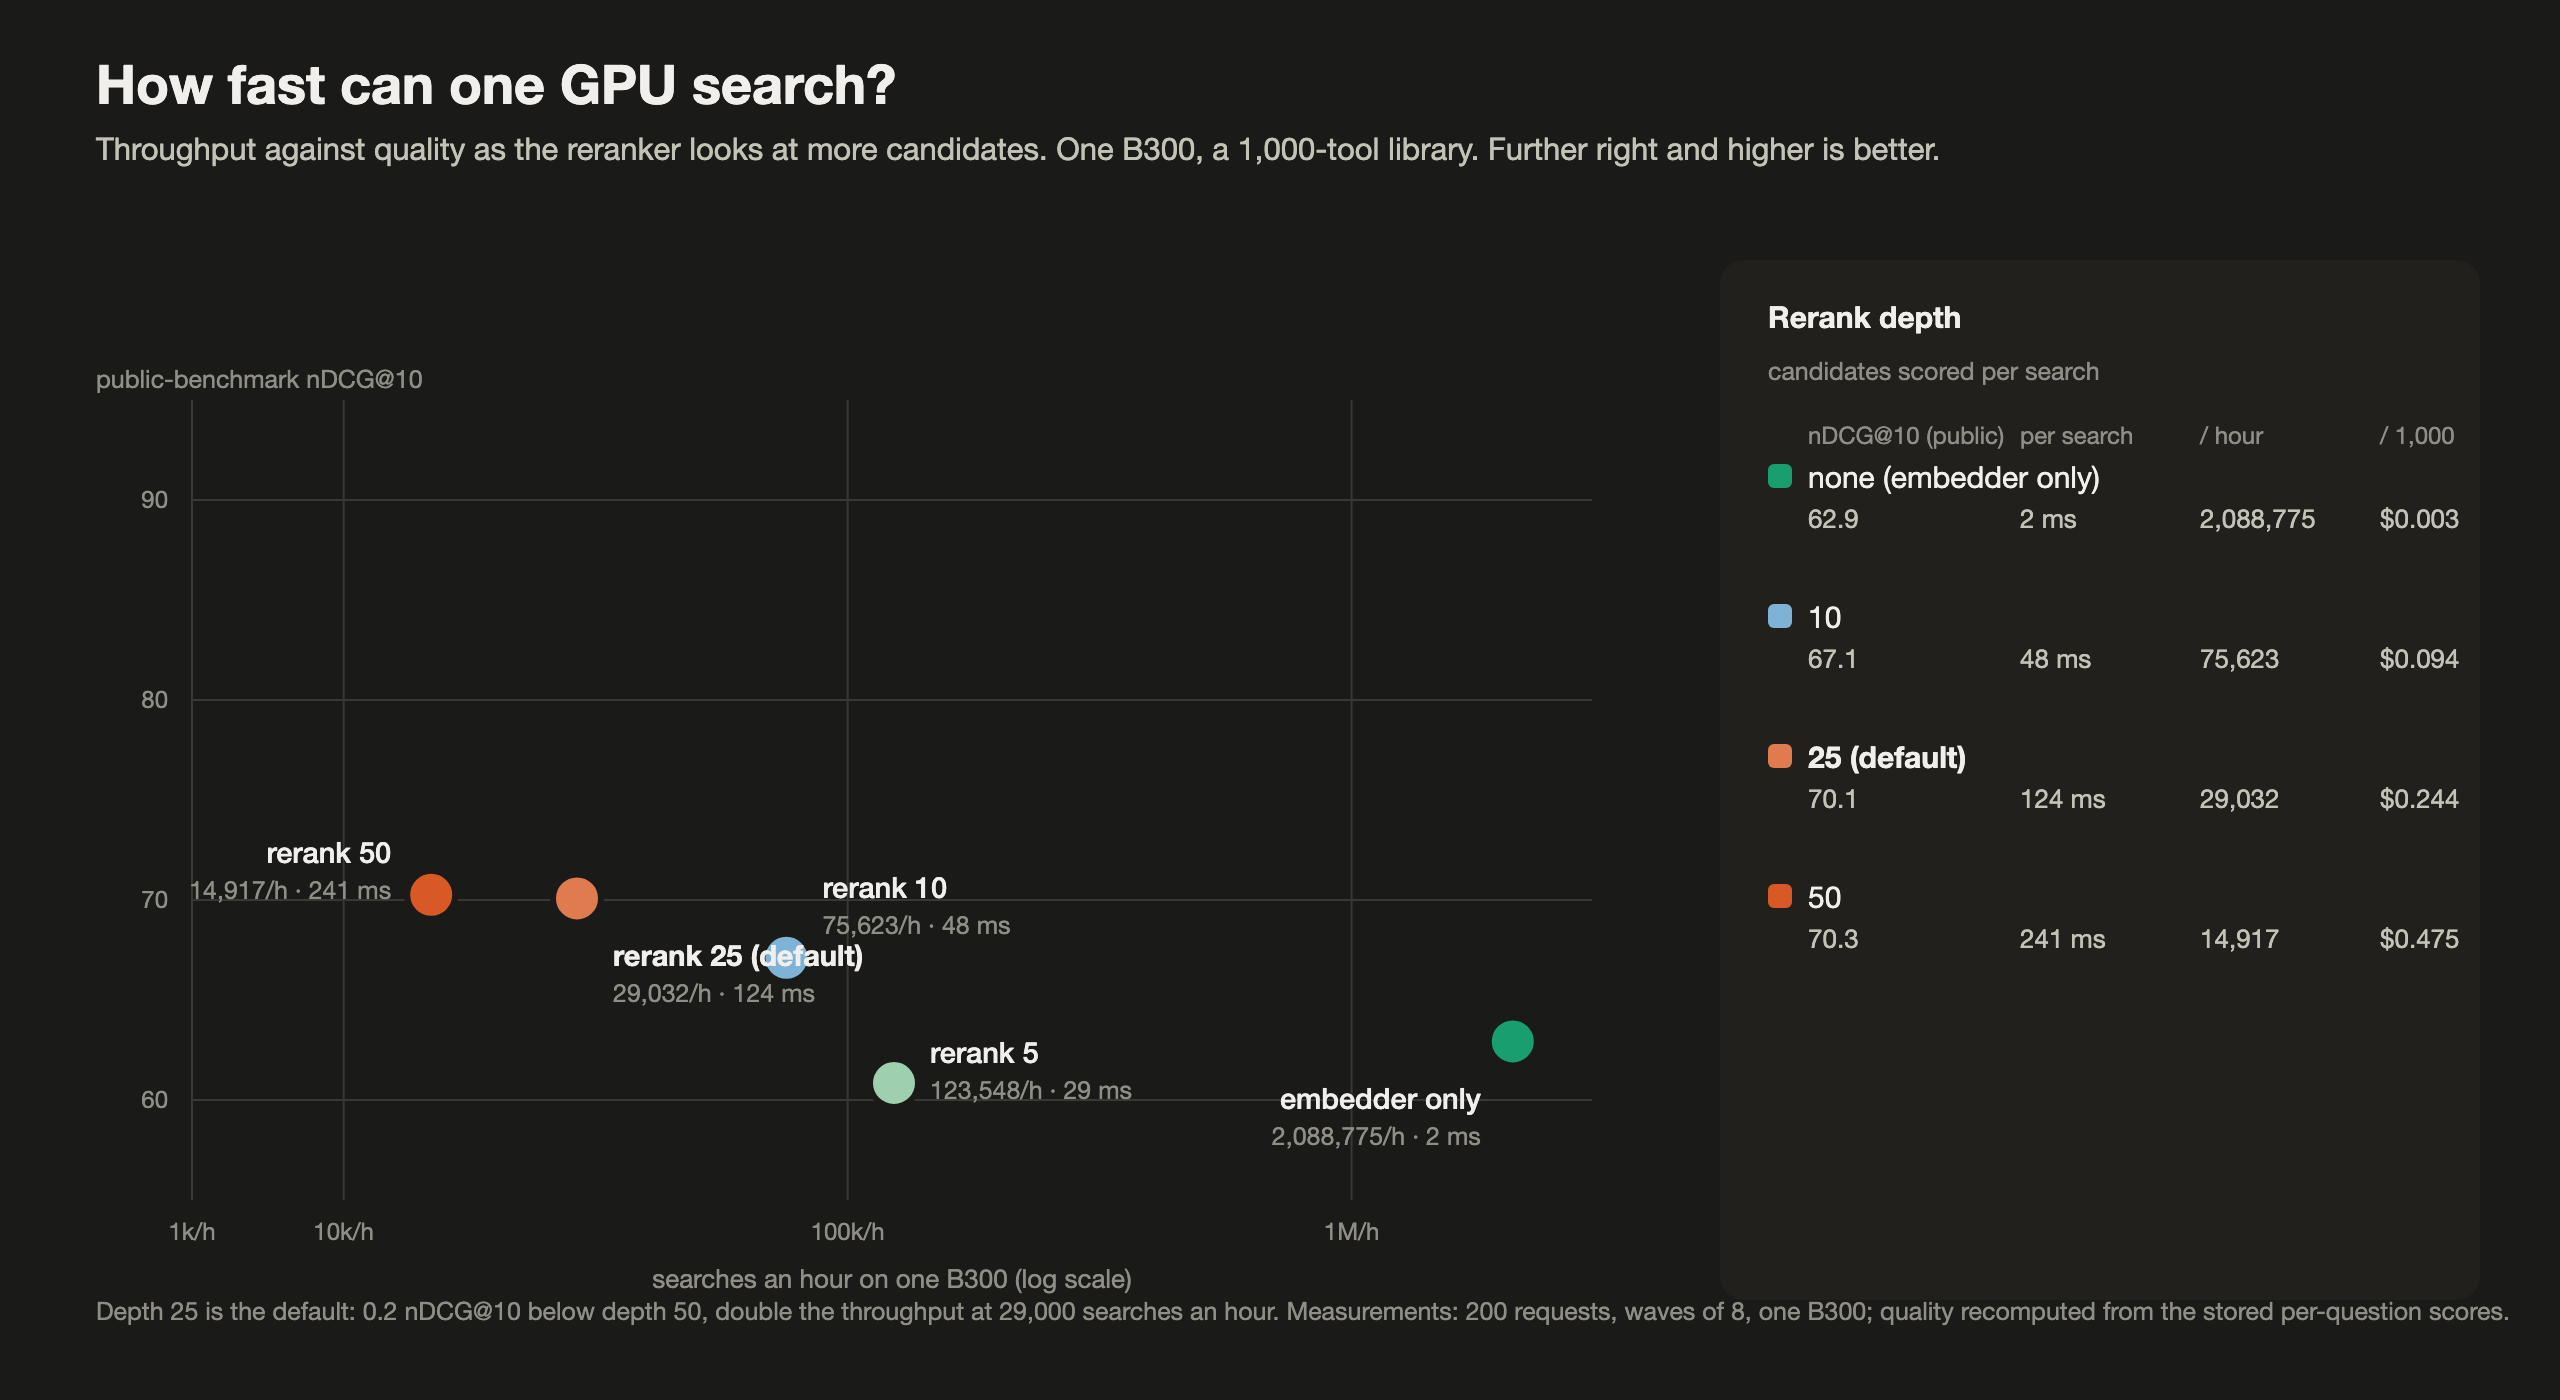 How fast can one GPU search?
Throughput against quality as the reranker looks at more candidates. One B300, a 1,000-tool library. Further right and higher is better.
public-benchmark nDCG@10
90
80
70
60
rerank 50
14,917/h · 241 ms
rerank 10
75,623/h · 48 ms
rerank 25 (default)
29,032/h · 124 ms
rerank 5
123,548/h · 29 ms
embedder only
2,088,775/h · 2 ms
1k/h 10k/h 100k/h 1M/h
searches an hour on one B300 (log scale)
Rerank depth
candidates scored per search
nDCG@10 (public) per search / hour / 1,000
none (embedder only)
62.9 2 ms 2,088,775 $0.003
10
67.1 48 ms 75,623 $0.094
25 (default)
70.1 124 ms 29,032 $0.244
50
70.3 241 ms 14,917 $0.475
Depth 25 is the default: 0.2 nDCG@10 below depth 50, double the throughput at 29,000 searches an hour. Measurements: 200 requests, waves of 8, one B300; quality recomputed from the stored per-question scores.